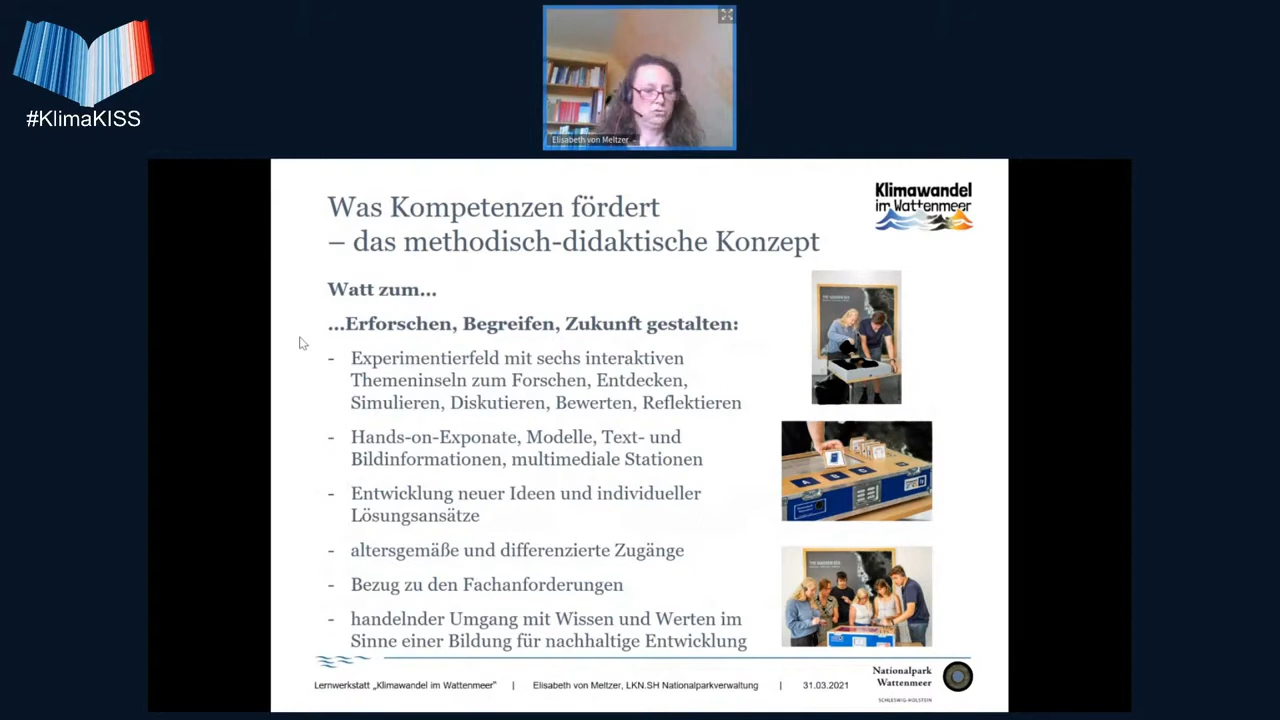 #KlimaKISS
Elisabeth von Meltzer
Was Kompetenzen fördert
– das methodisch-didaktische Konzept
Klimawandel
im Wattenmeer
Watt zum...
...Erforschen, Begreifen, Zukunft gestalten:
- Experimentierfeld mit sechs interaktiven
Themeninseln zum Forschen, Entdecken,
Simulieren, Diskutieren, Bewerten, Reflektieren
- Hands-on-Exponate, Modelle, Text- und
Bildinformationen, multimediale Stationen
- Entwicklung neuer Ideen und individueller
Lösungsansätze
- altersgemäße und differenzierte Zugänge
- Bezug zu den Fachanforderungen
- handelnder Umgang mit Wissen und Werten im
Sinne einer Bildung für nachhaltige Entwicklung
A B C
Lernwerkstatt „Klimawandel im Wattenmeer" | Elisabeth von Meltzer, LKN.SH Nationalparkverwaltung | 31.03.2021
Nationalpark
Wattenmeer
SCHLESWIG-HOLSTEIN